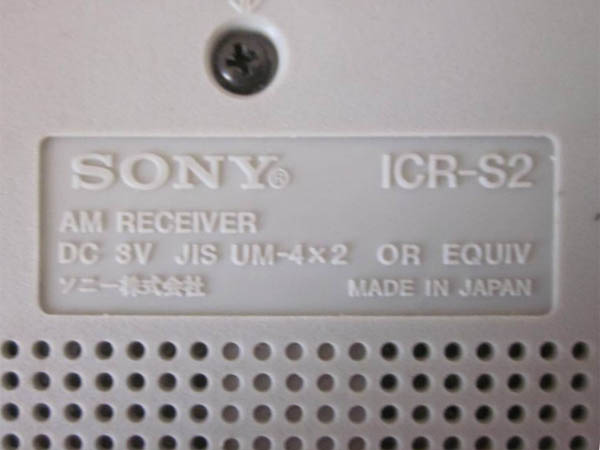 SONY® ICR-S2
AM RECEIVER
DC 3V JIS UM-4×2 OR EQUIV
ソニー株式会社 MADE IN JAPAN